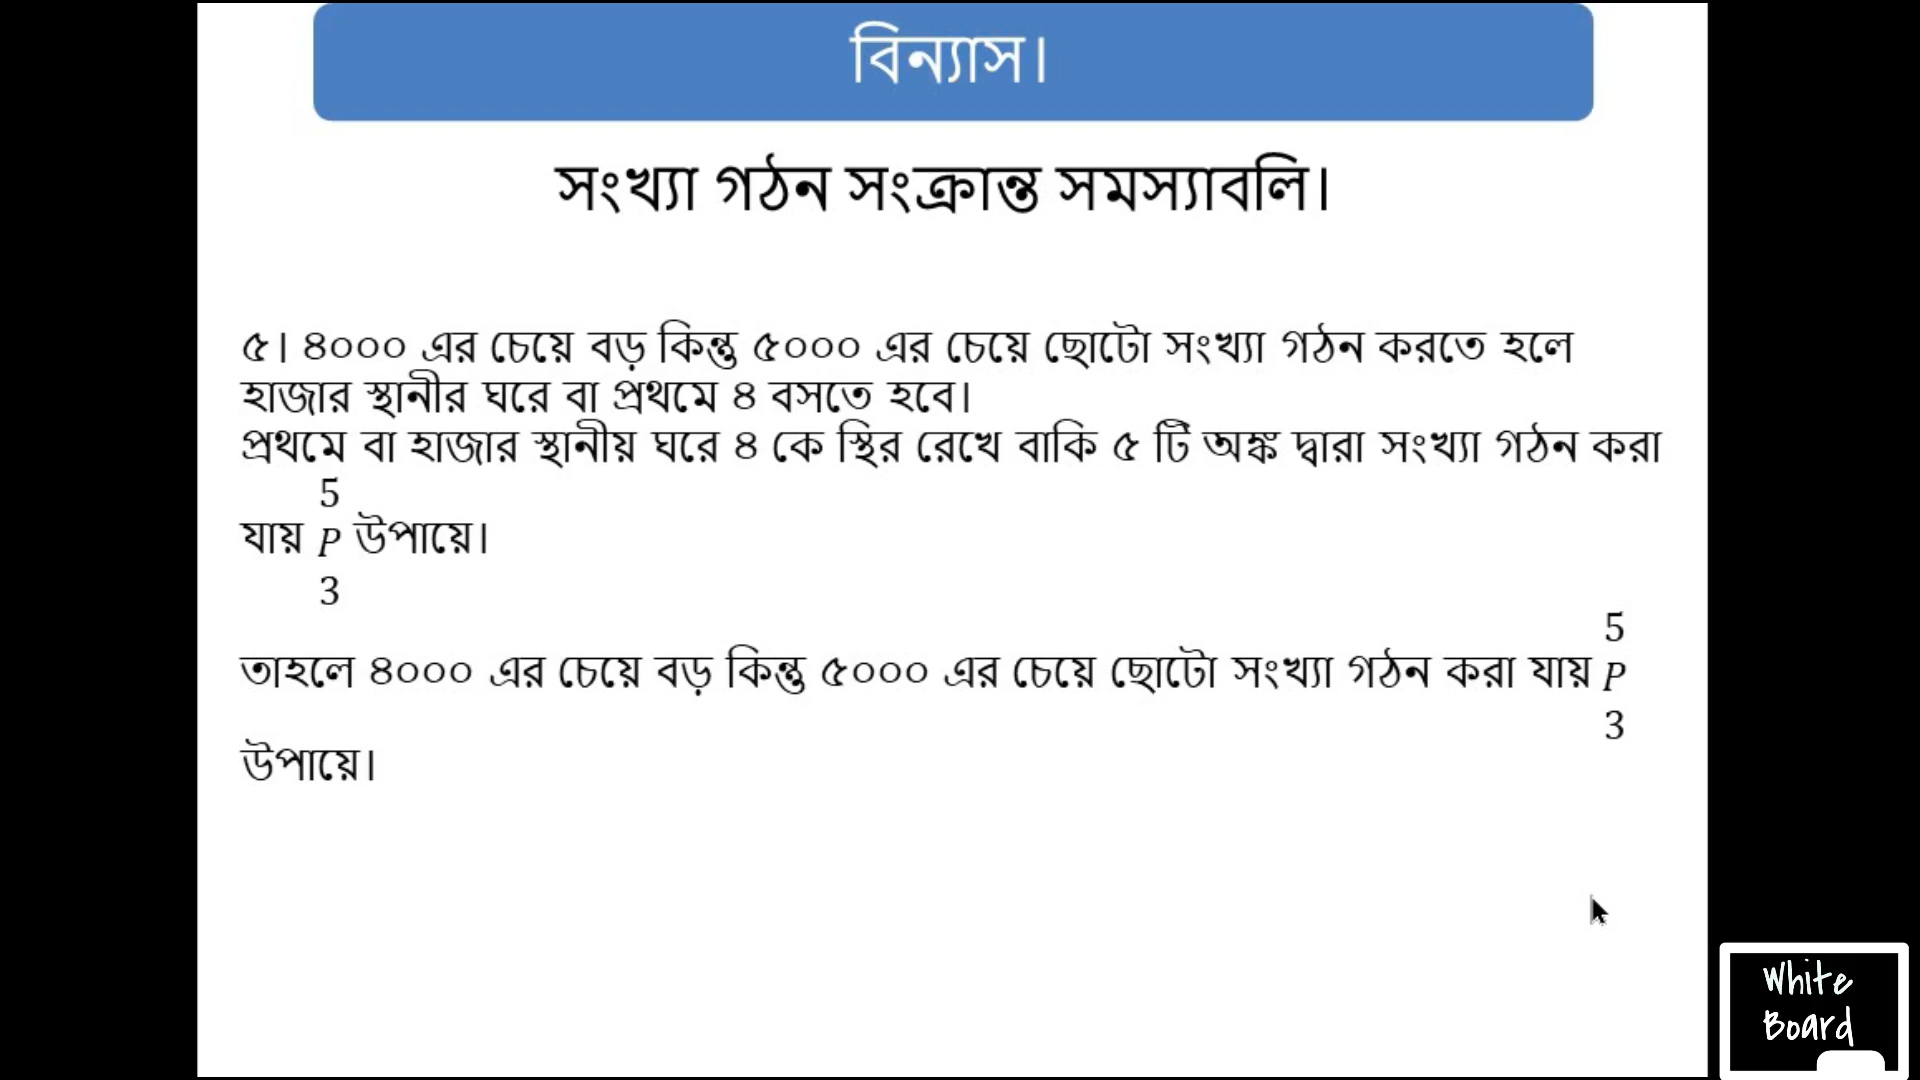 বিন্যাস।
সংখ্যা গঠন সংক্রান্ত সমস্যাবলি।
৫। ৪০০০ এর চেয়ে বড় কিন্তু ৫০০০ এর চেয়ে ছোটো সংখ্যা গঠন করতে হলে
হাজার স্থানীর ঘরে বা প্রথমে ৪ বসতে হবে।
প্রথমে বা হাজার স্থানীয় ঘরে ৪ কে স্থির রেখে বাকি ৫ টি অঙ্ক দ্বারা সংখ্যা গঠন করা
5
যায় P উপায়ে।
3
5
তাহলে ৪০০০ এর চেয়ে বড় কিন্তু ৫০০০ এর চেয়ে ছোটো সংখ্যা গঠন করা যায় P
3
উপায়ে।
White
Board